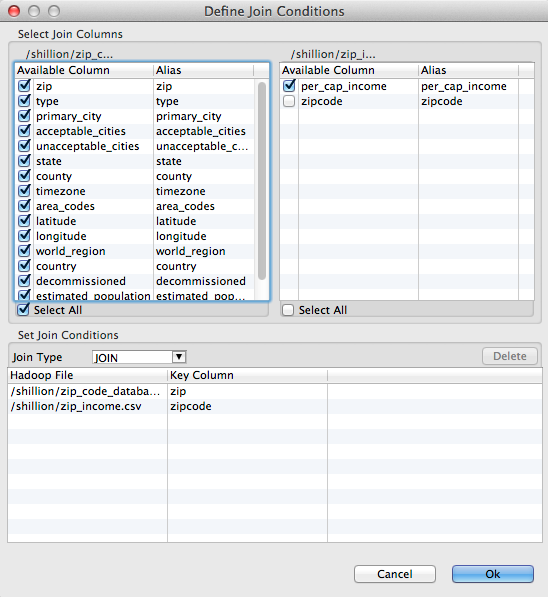 Define Join Conditions
Select Join Columns
/shillion/zip_c... /shillion/zip_i...
Available Column Alias Available Column Alias
zip zip per_cap_income per_cap_income
type type zipcode zipcode
primary_city primary_city
acceptable_cities acceptable_cities
unacceptable_cities unacceptable_c...
state state
county county
timezone timezone
area_codes area_codes
latitude latitude
longitude longitude
world_region world_region
country country
decommissioned decommissioned
estimated_population estimated_pop...
Select All Select All
Set Join Conditions
Join Type JOIN Delete
Hadoop File Key Column
/shillion/zip_code_databa... zip
/shillion/zip_income.csv zipcode
Cancel Ok